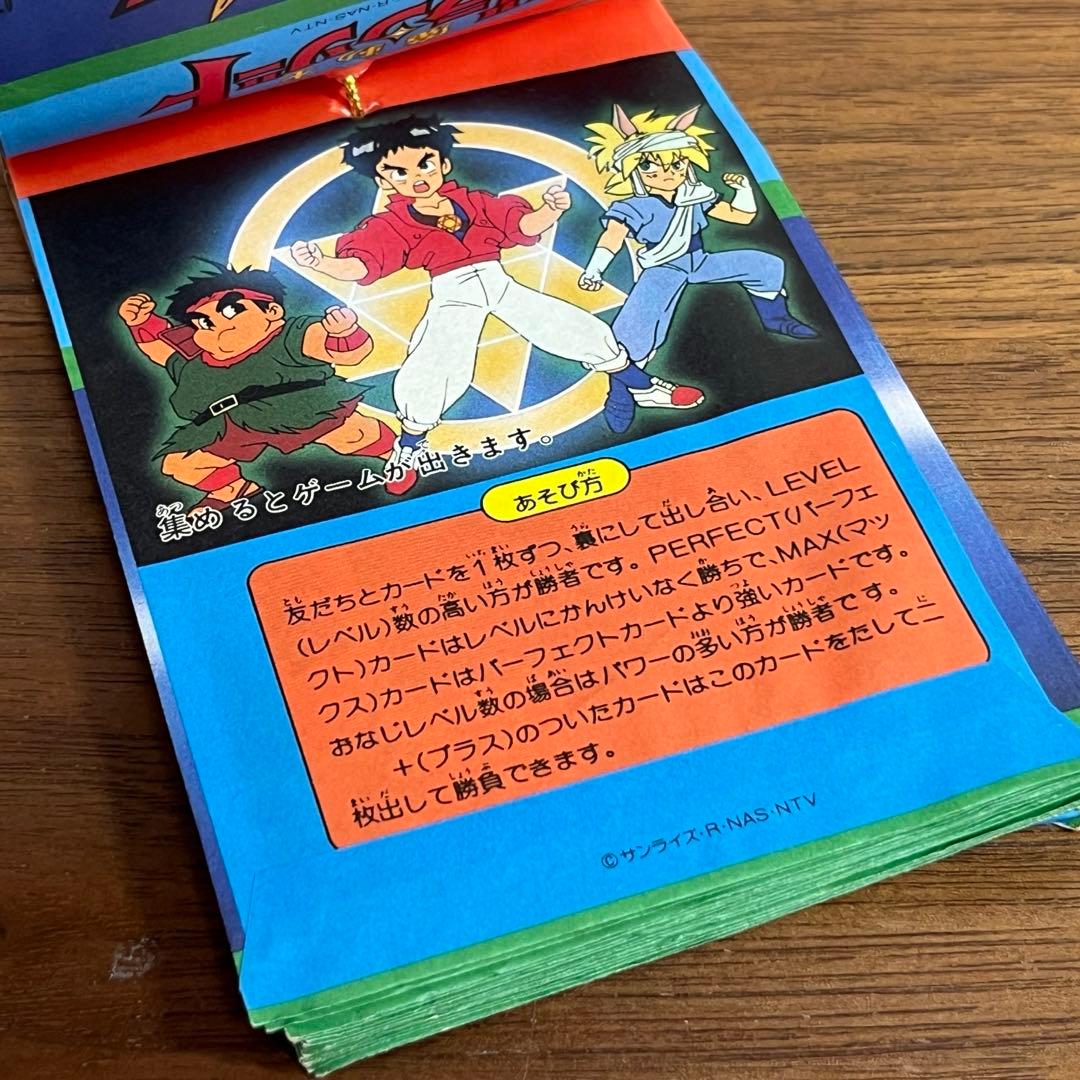 R・NAS・NTV
集めるとゲームが出きます。
あそび方
友だちとカードを1枚ずつ、裏にして出し合い、LEVEL
(レベル)数の高い方が勝者です。PERFECT(パーフェ
クト)カードはレベルにかんけいなく勝ちで、MAX(マッ
クス)カードはパーフェクトカードより強いカードです。
おなじレベル数の場合はパワーの多い方が勝者です。
+(プラス)のついたカードはこのカードをたして二
枚出して勝負できます。
©サンライズ・R・NAS・NTV